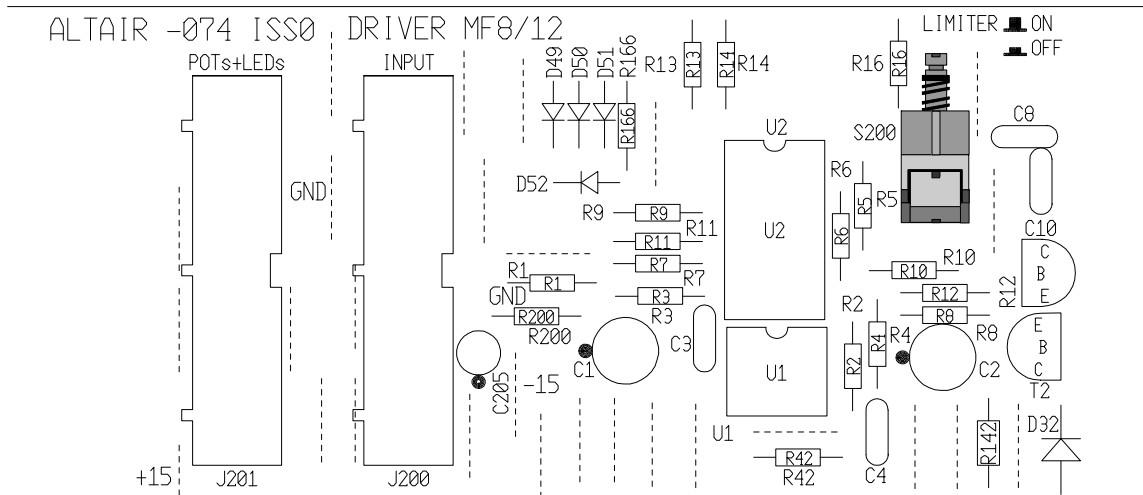 ALTAIR -074 ISS0 DRIVER MF8/12
LIMITER ON
OFF
POTs+LEDs
INPUT
D49
D50
D51
R166
R166
R13
R13
R14
R14
R16
R16
S200
C8
U2
U2
R6
R6
R5
R5
GND
D52
R9
R9
R11
R11
R7
R7
R3
R3
R1
R1
GND
R200
R200
C10
C
B
E
R10
R10
R12
R12
R8
R8
R2
R2
R4
R4
C3
C1
C2
E
B
C
T2
C205
-15
U1
U1
R42
R42
C4
R142
D32
+15
J201
J200